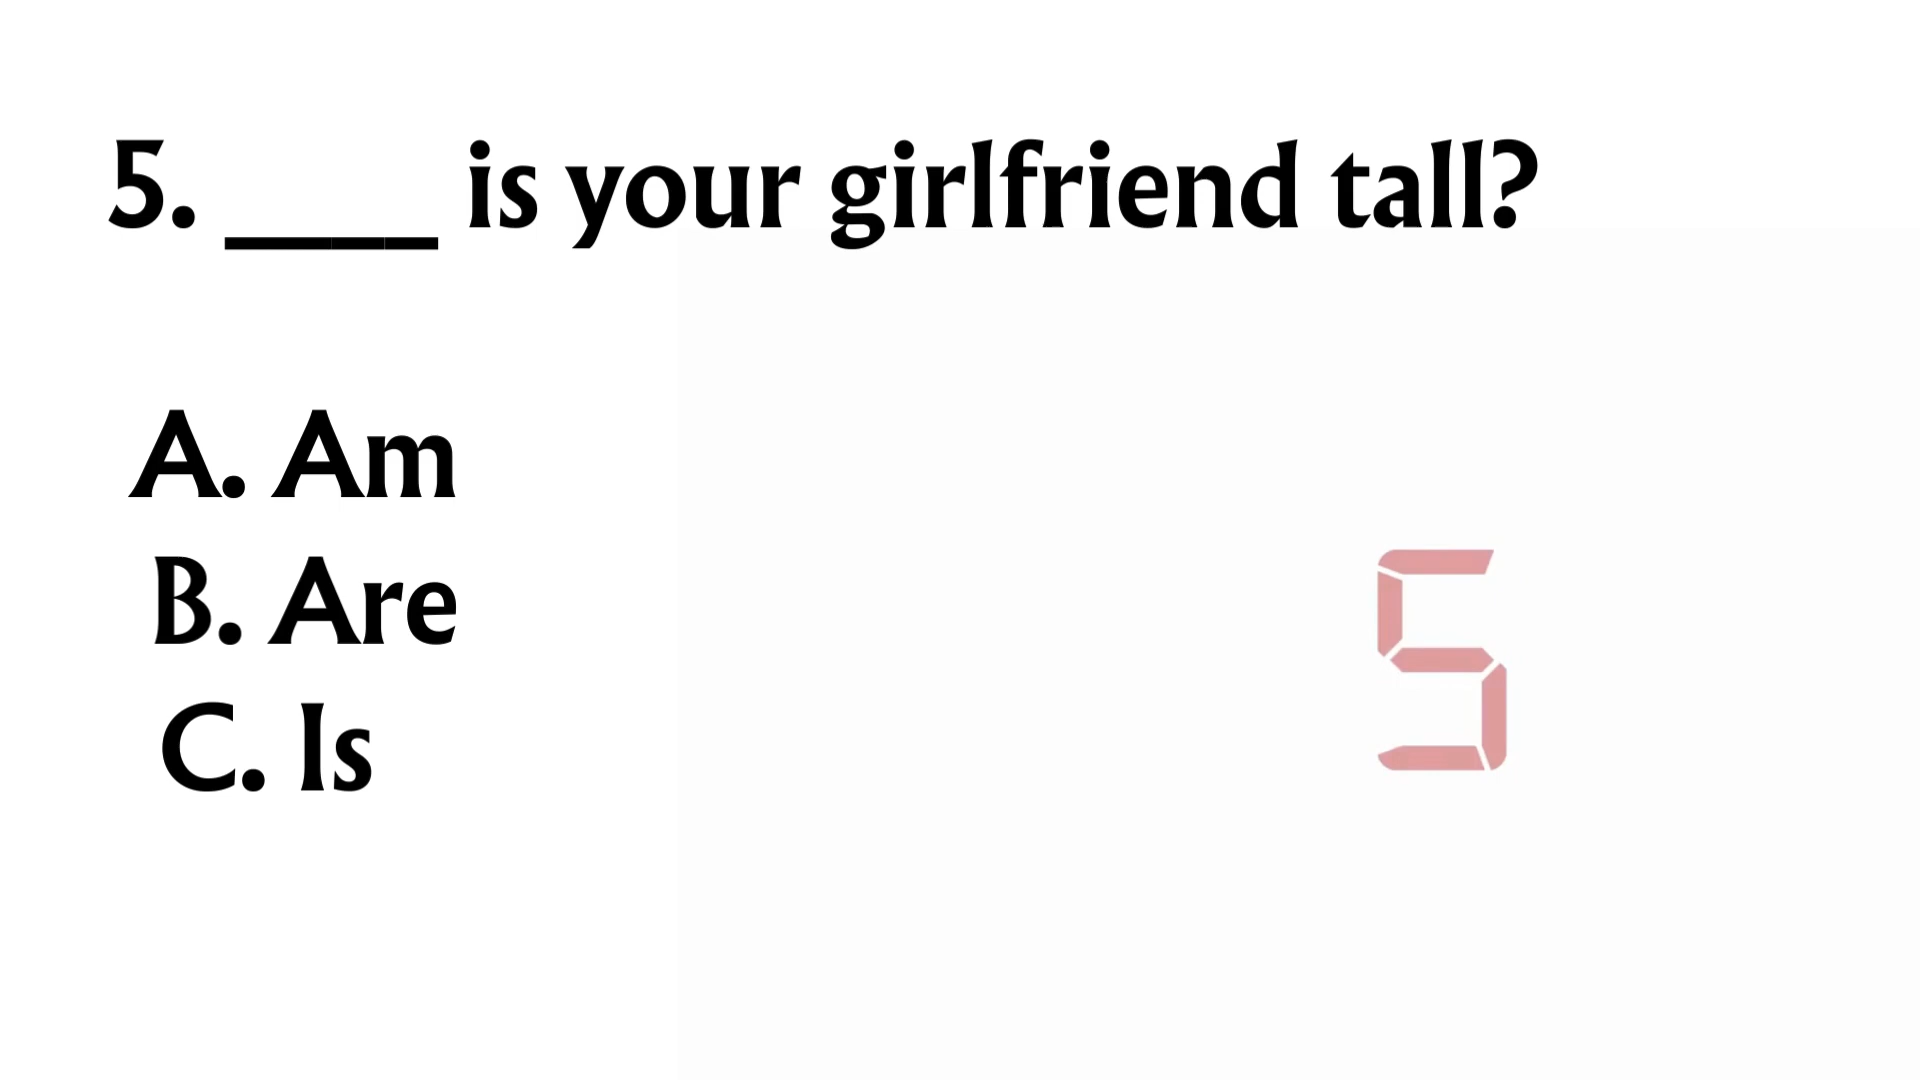 5. ____ is your girlfriend tall?
A. Am
B. Are
C. Is
5